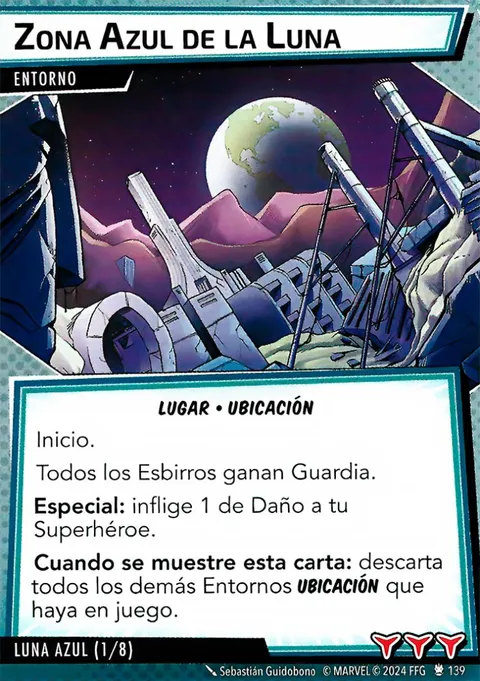 Zona Azul de la Luna
ENTORNO
LUGAR • UBICACIÓN
Inicio.
Todos los Esbirros ganan Guardia.
Especial: inflige 1 de Daño a tu
Superhéroe.
Cuando se muestre esta carta: descarta
todos los demás Entornos UBICACIÓN que
haya en juego.
LUNA AZUL (1/8)
Sebastián Guidobono © MARVEL © 2024 FFG 139